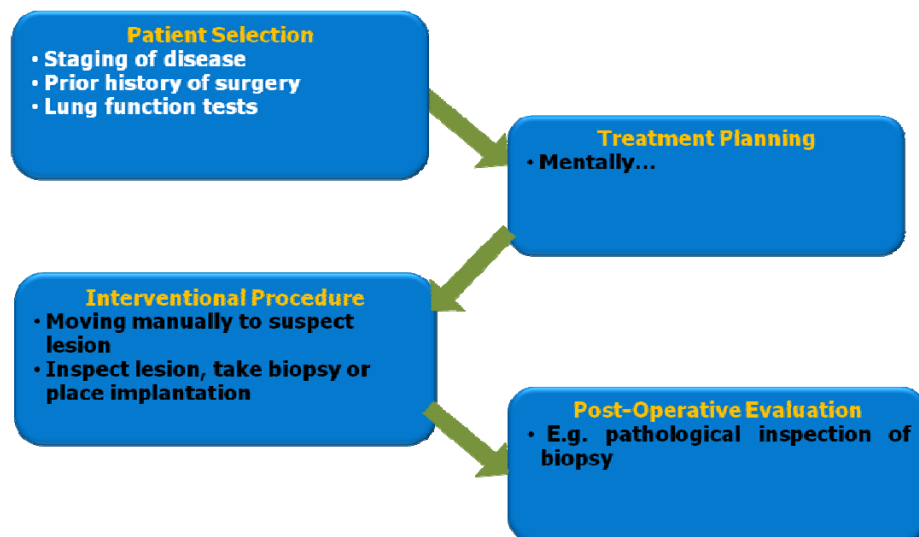 Patient Selection
• Staging of disease
• Prior history of surgery
• Lung function tests
Treatment Planning
• Mentally...
Interventional Procedure
• Moving manually to suspect
lesion
• Inspect lesion, take biopsy or
place implantation
Post-Operative Evaluation
• E.g. pathological inspection of
biopsy